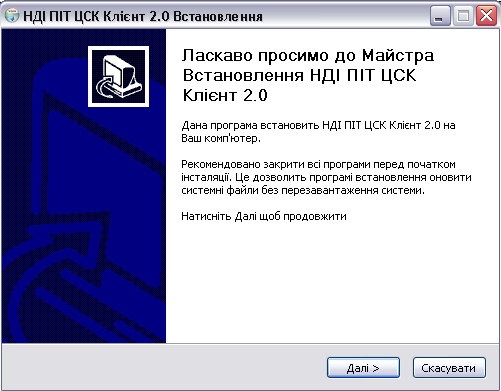 НДІ ПІТ ЦСК Клієнт 2.0 Встановлення
Ласкаво просимо до Майстра
Встановлення НДІ ПІТ ЦСК
Клієнт 2.0
Дана програма встановить НДІ ПІТ ЦСК Клієнт 2.0 на
Ваш комп'ютер.
Рекомендовано закрити всі програми перед початком
інсталяції. Це дозволить програмі встановлення оновити
системні файли без перезавантаження системи.
Натисніть Далі щоб продовжити
Далі >
Скасувати